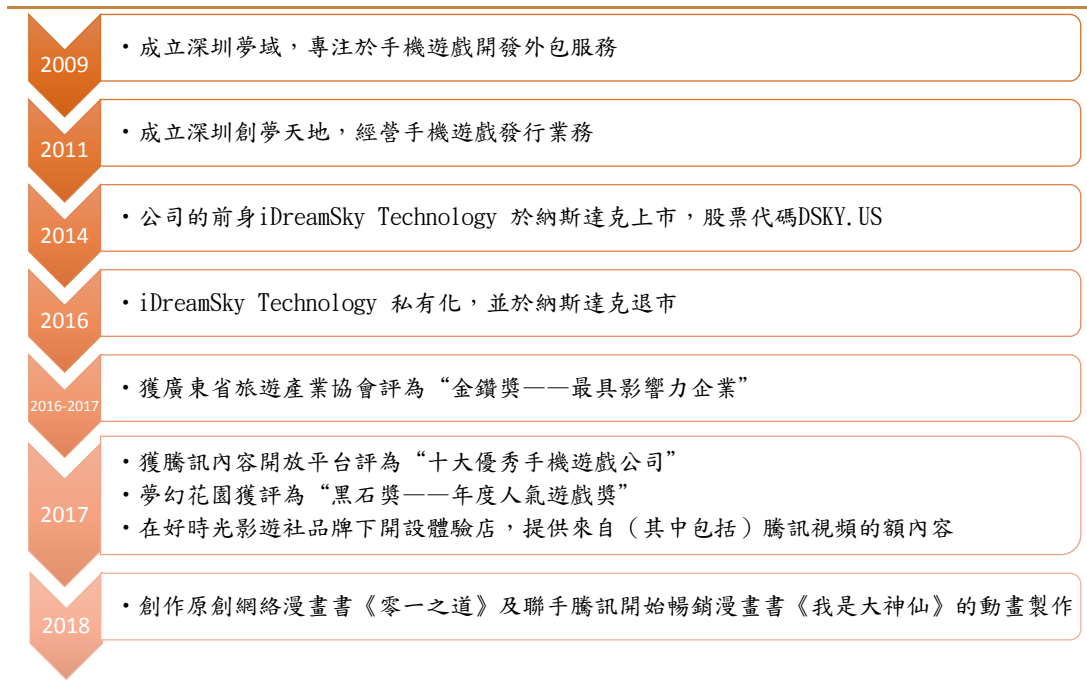 2009
・成立深圳夢域，專注於手機遊戲開發外包服務
2011
・成立深圳創夢天地，經營手機遊戲發行業務
2014
・公司的前身iDreamSky Technology 於納斯達克上市，股票代碼DSKY.US
2016
・iDreamSky Technology 私有化，並於納斯達克退市
2016-2017
・獲廣東省旅遊產業協會評為“金鑽獎——最具影響力企業”
2017
・獲騰訊內容開放平台評為“十大優秀手機遊戲公司”
・夢幻花園獲評為“黑石獎——年度人氣遊戲獎”
・在好時光影遊社品牌下開設體驗店，提供來自（其中包括）騰訊視頻的額內容
2018
・創作原創網絡漫畫書《零一之道》及聯手騰訊開始暢銷漫畫書《我是大神仙》的動畫製作